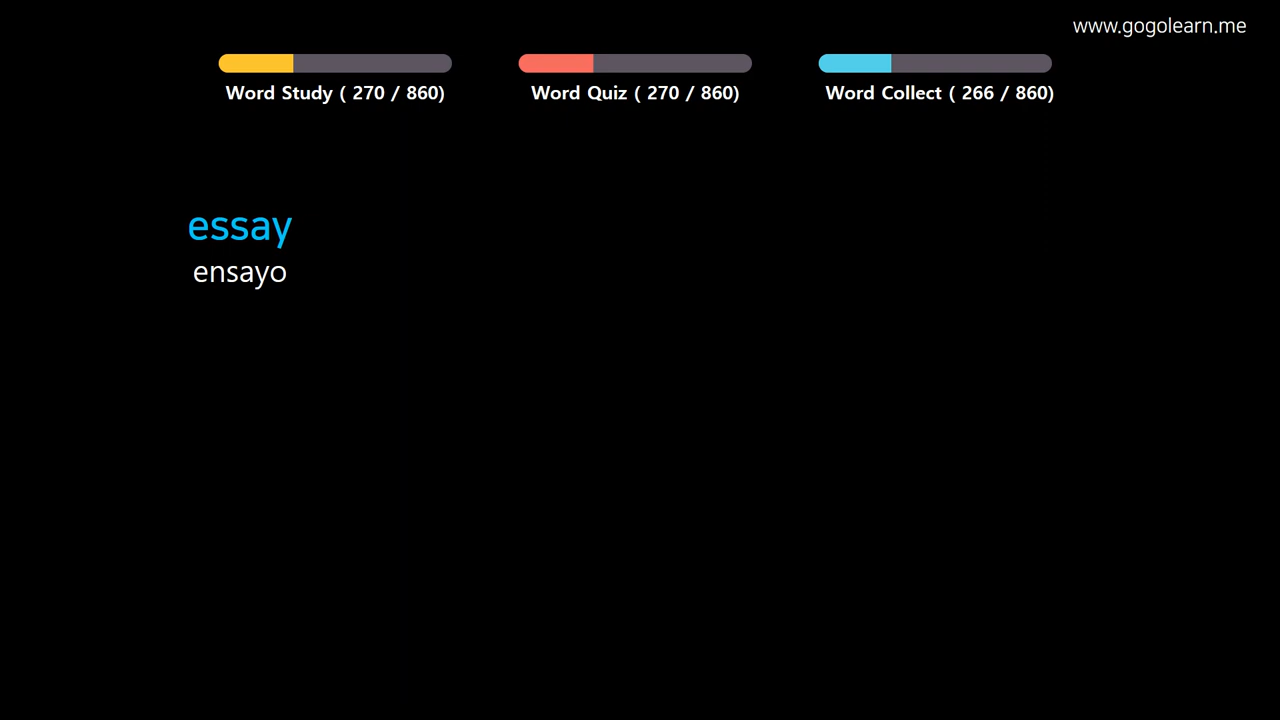 www.gogolearn.me
Word Study ( 270 / 860)
Word Quiz ( 270 / 860)
Word Collect ( 266 / 860)
essay
ensayo